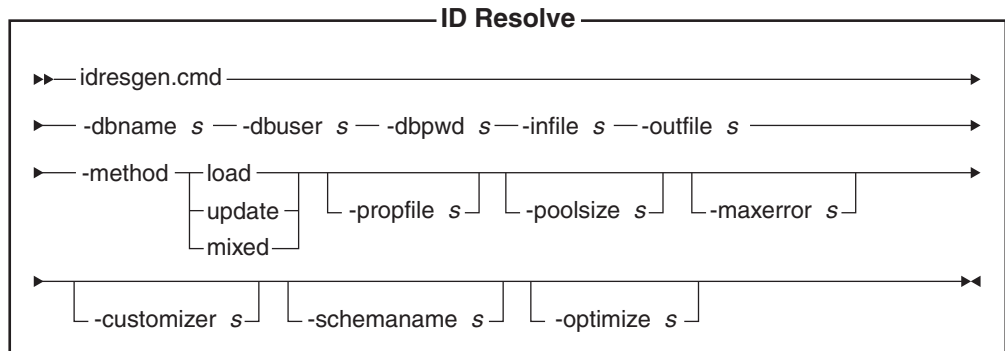 ID Resolve
idresgen.cmd
-dbname s -dbuser s -dbpwd s -infile s -outfile s
-method load
update
mixed
-propfile s -poolsize s -maxerror s
-customizer s -schemaname s -optimize s